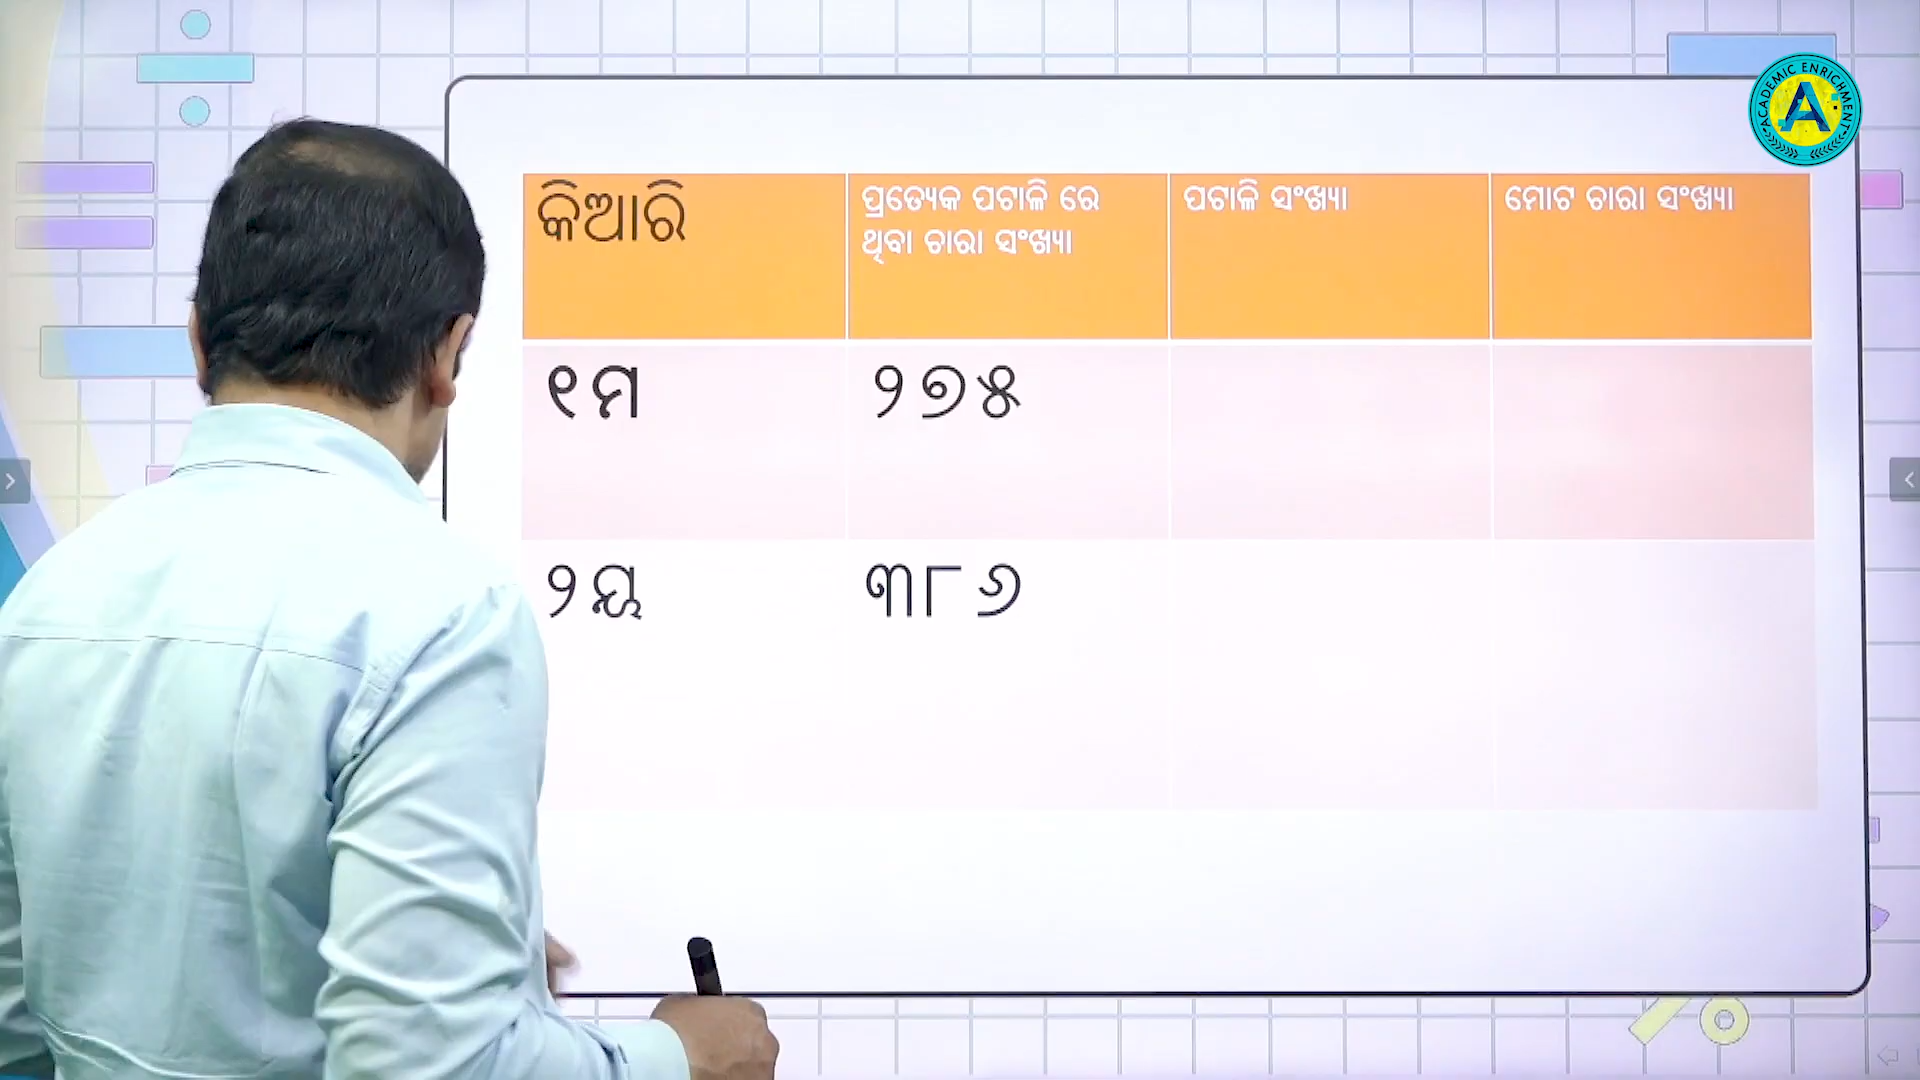 ACADEMIC ENRICHMENT
A
କିଆରି
ପ୍ରତ୍ୟେକ ପଟାଳି ରେ
ଥିବା ଚାରା ସଂଖ୍ୟା
ପଟାଳି ସଂଖ୍ୟା
ମୋଟ ଚାରା ସଂଖ୍ୟା
୧ମ
୨୭୫
୨ୟ
୩୮୬